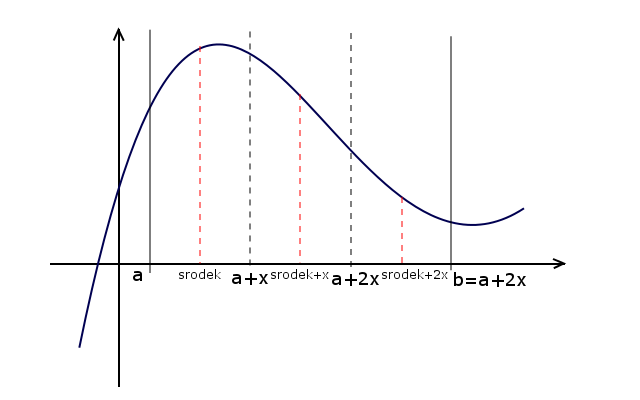 a
srodek
a+x
srodek+x
a+2x
srodek+2x
b=a+2x